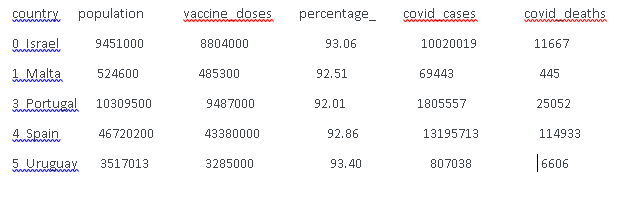 country population vaccine_doses percentage_ covid_cases covid_deaths
0 Israel 9451000 8804000 93.06 10020019 11667
1 Malta 524600 485300 92.51 69443 445
3 Portugal 10309500 9487000 92.01 1805557 25052
4 Spain 46720200 43380000 92.86 13195713 114933
5 Uruguay 3517013 3285000 93.40 807038 6606